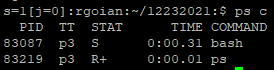 s=1[j=0]:rgoian:~/12232021:$ ps c
PID TT STAT TIME COMMAND
83087 p3 S 0:00.31 bash
83219 p3 R+ 0:00.01 ps